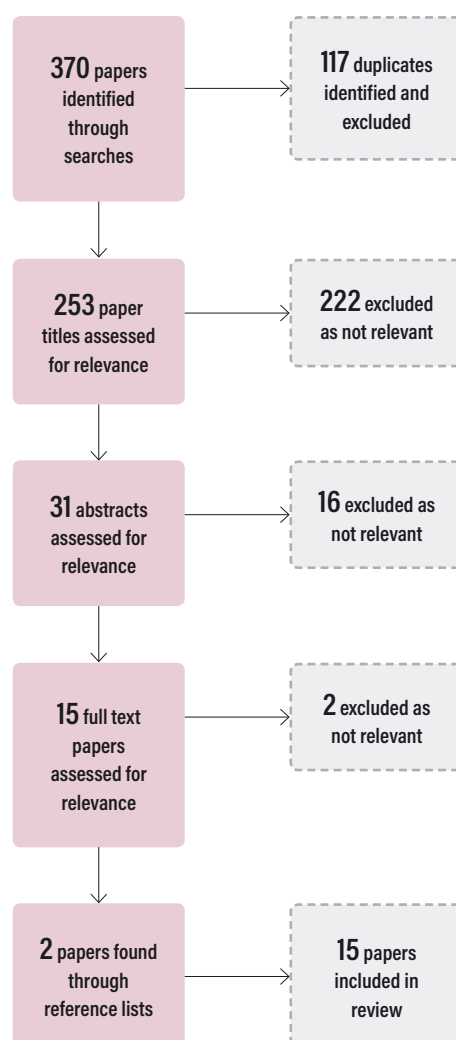 370 papers
identified
through
searches
117 duplicates
identified and
excluded
253 paper
titles assessed
for relevance
222 excluded
as not relevant
31 abstracts
assessed for
relevance
16 excluded as
not relevant
15 full text
papers
assessed for
relevance
2 excluded as
not relevant
2 papers found
through
reference lists
15 papers
included in
review